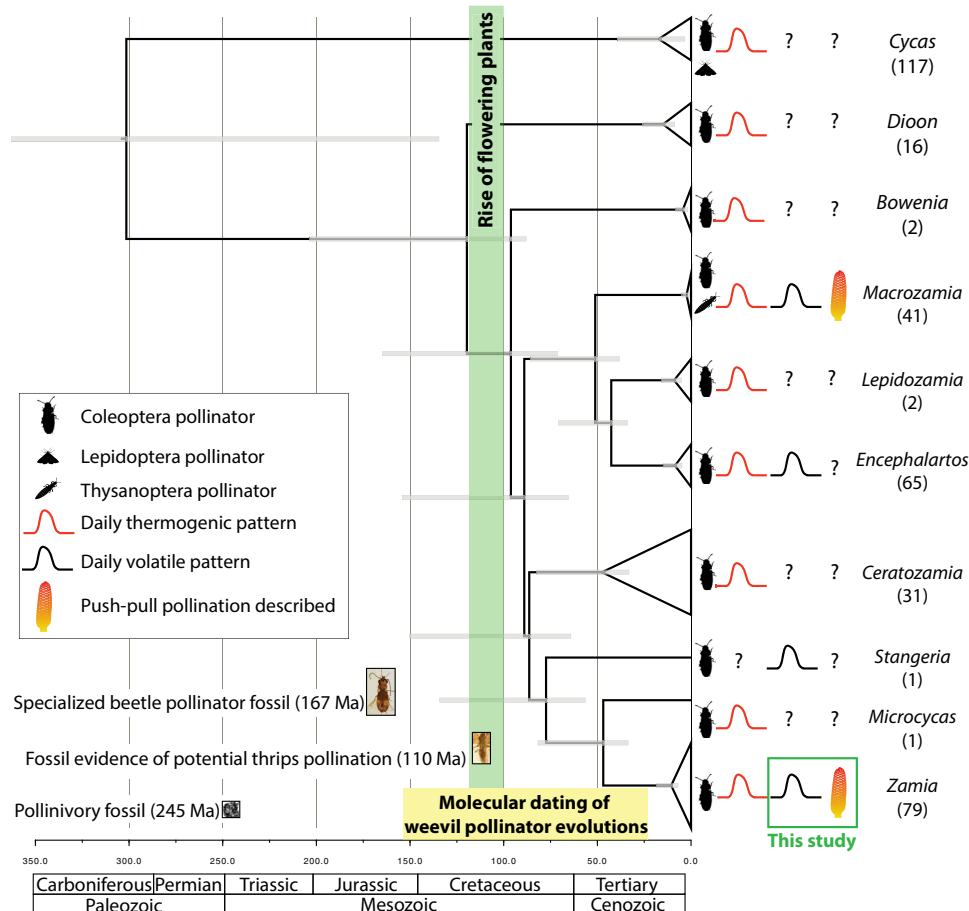 Rise of flowering plants
? ? Cycas
(117)
? ? Dioon
(16)
? ? Bowenia
(2)
Macrozamia
(41)
? ? Lepidozamia
(2)
? Encephalartos
(65)
? ? Ceratozamia
(31)
? ? Stangeria
(1)
? ? Microcycas
(1)
Zamia
(79)
This study
Coleoptera pollinator
Lepidoptera pollinator
Thysanoptera pollinator
Daily thermogenic pattern
Daily volatile pattern
Push-pull pollination described
Specialized beetle pollinator fossil (167 Ma)
Fossil evidence of potential thrips pollination (110 Ma)
Pollinivory fossil (245 Ma)
Molecular dating of
weevil pollinator evolutions
350.0 300.0 250.0 200.0 150.0 100.0 50.0 0.0
Carboniferous Permian Triassic Jurassic Cretaceous Tertiary
Paleozoic Mesozoic Cenozoic